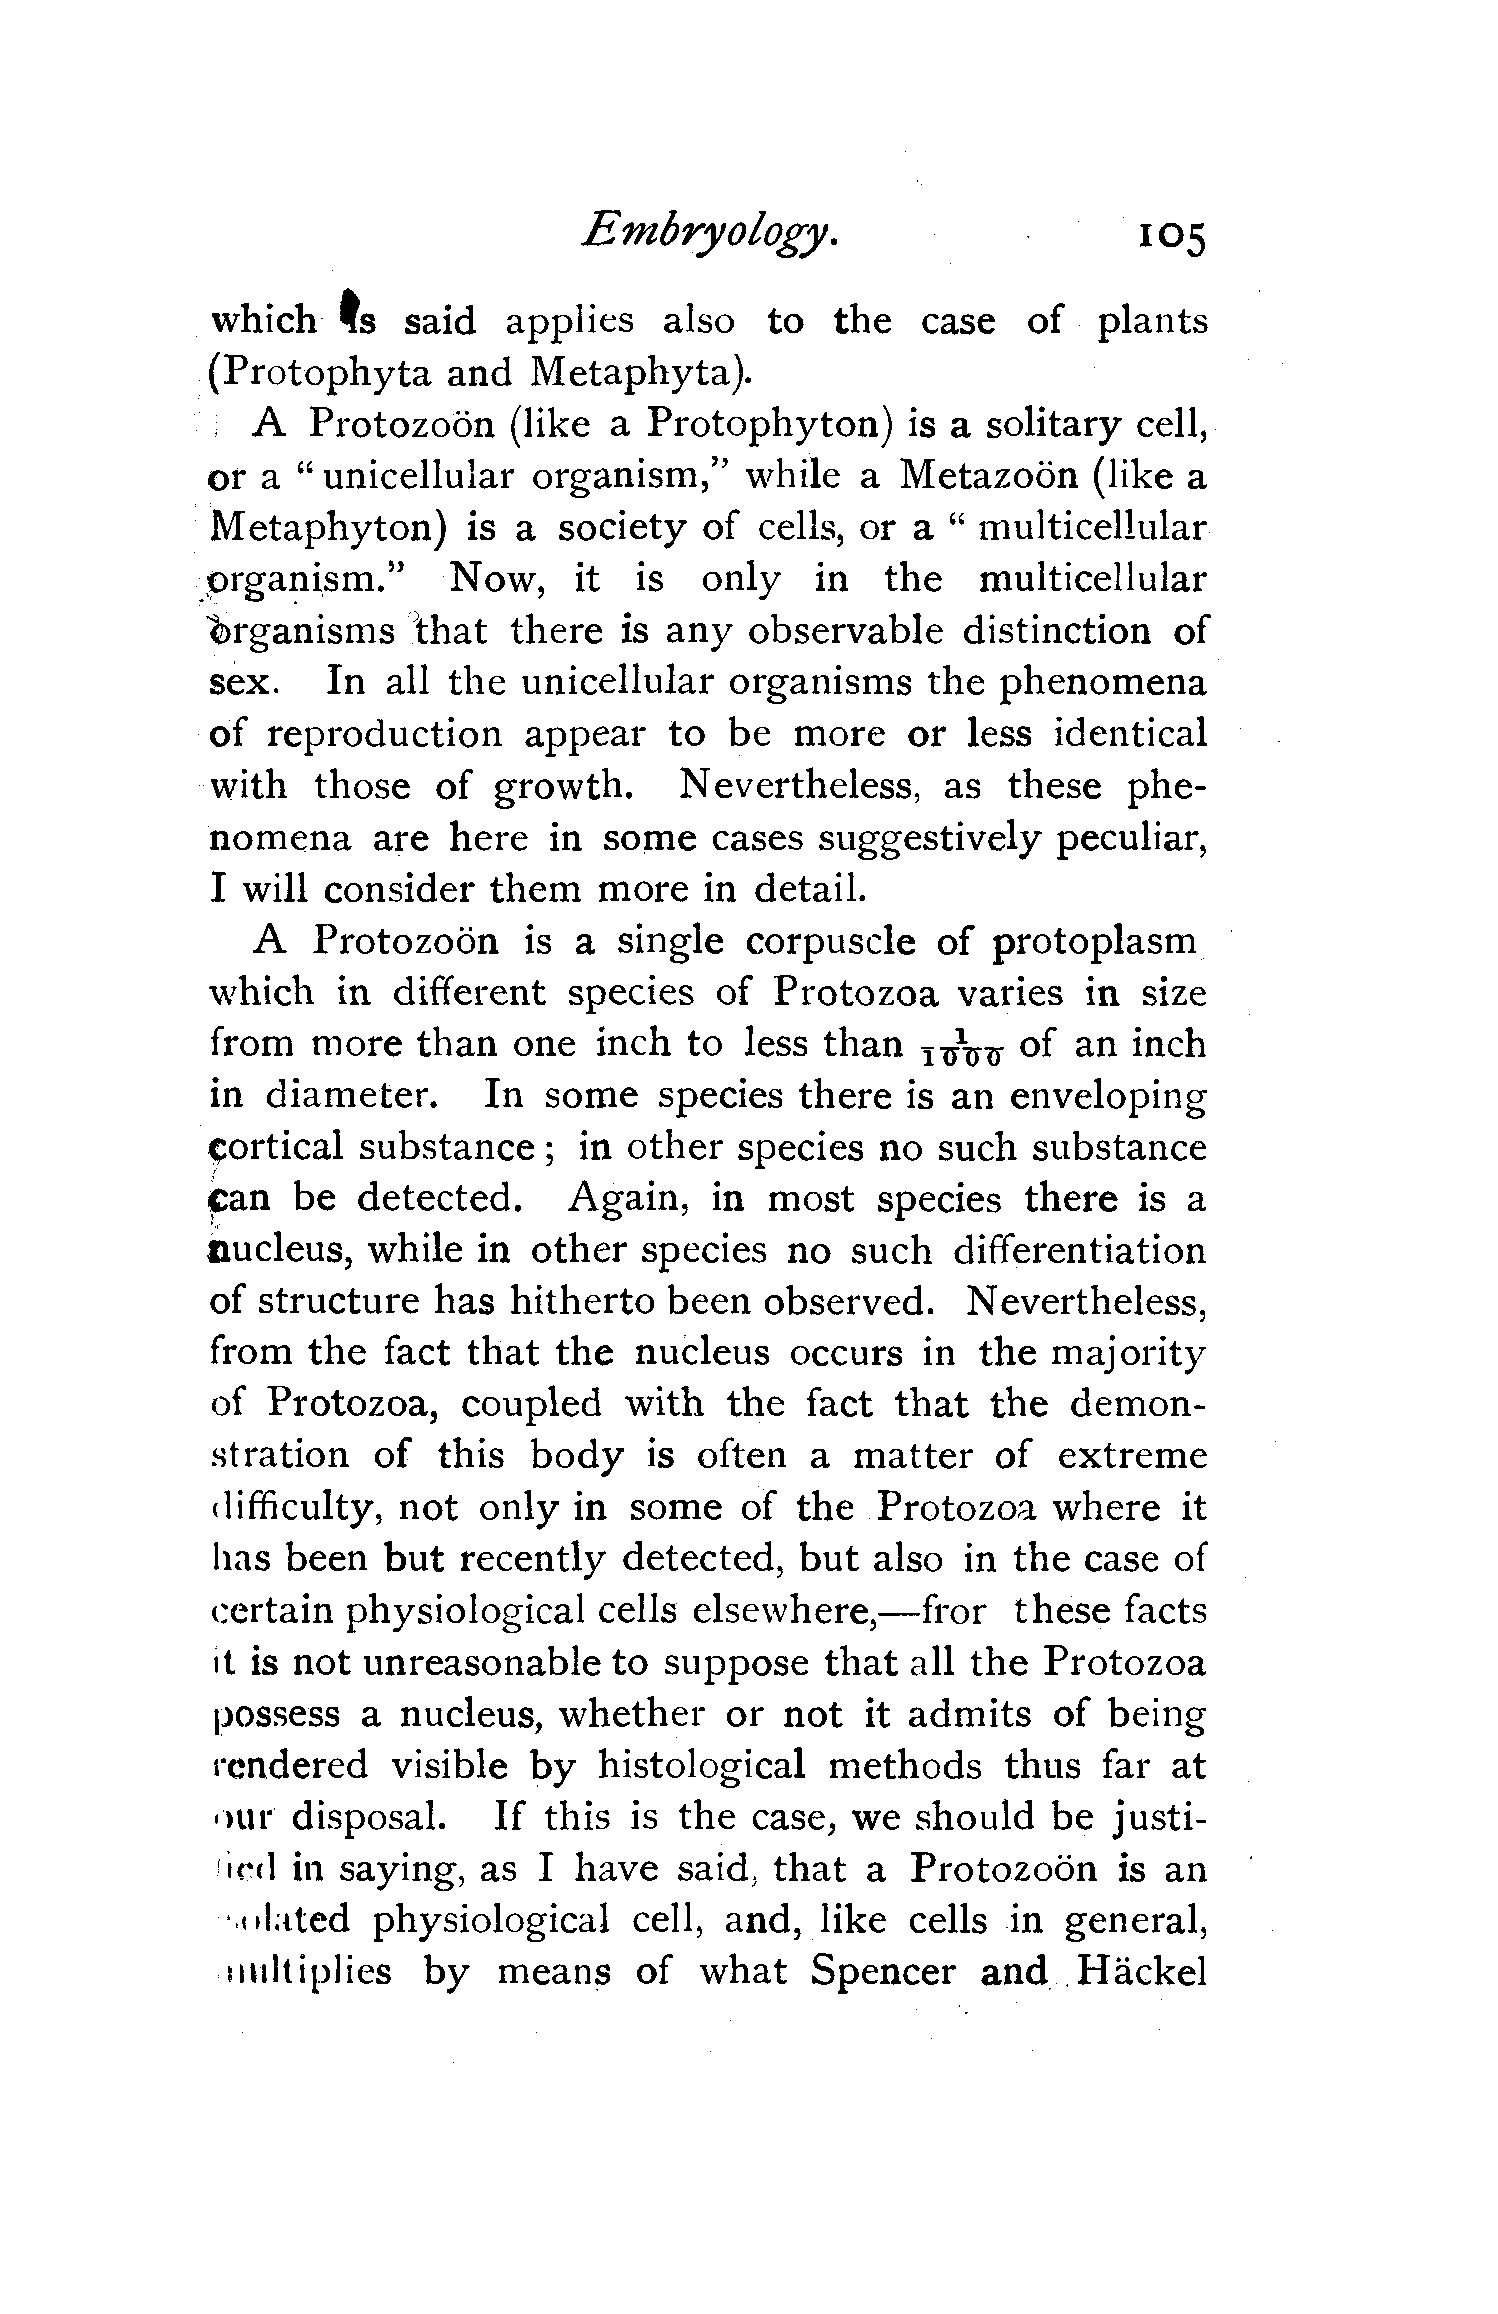 Embryology. 105
which is said applies also to the case of plants
(Protophyta and Metaphyta).
A Protozoön (like a Protophyton) is a solitary cell,
or a “ unicellular organism,” while a Metazoön (like a
Metaphyton) is a society of cells, or a “ multicellular
organism.” Now, it is only in the multicellular
organisms that there is any observable distinction of
sex. In all the unicellular organisms the phenomena
of reproduction appear to be more or less identical
with those of growth. Nevertheless, as these phe-
nomena are here in some cases suggestively peculiar,
I will consider them more in detail.
A Protozoön is a single corpuscle of protoplasm
which in different species of Protozoa varies in size
from more than one inch to less than 1/1000 of an inch
in diameter. In some species there is an enveloping
cortical substance ; in other species no such substance
can be detected. Again, in most species there is a
nucleus, while in other species no such differentiation
of structure has hitherto been observed. Nevertheless,
from the fact that the nucleus occurs in the majority
of Protozoa, coupled with the fact that the demon-
stration of this body is often a matter of extreme
difficulty, not only in some of the Protozoa where it
has been but recently detected, but also in the case of
certain physiological cells elsewhere,—fror these facts
it is not unreasonable to suppose that all the Protozoa
possess a nucleus, whether or not it admits of being
rendered visible by histological methods thus far at
our disposal. If this is the case, we should be justi-
fied in saying, as I have said, that a Protozoön is an
isolated physiological cell, and, like cells in general,
multiplies by means of what Spencer and Häckel